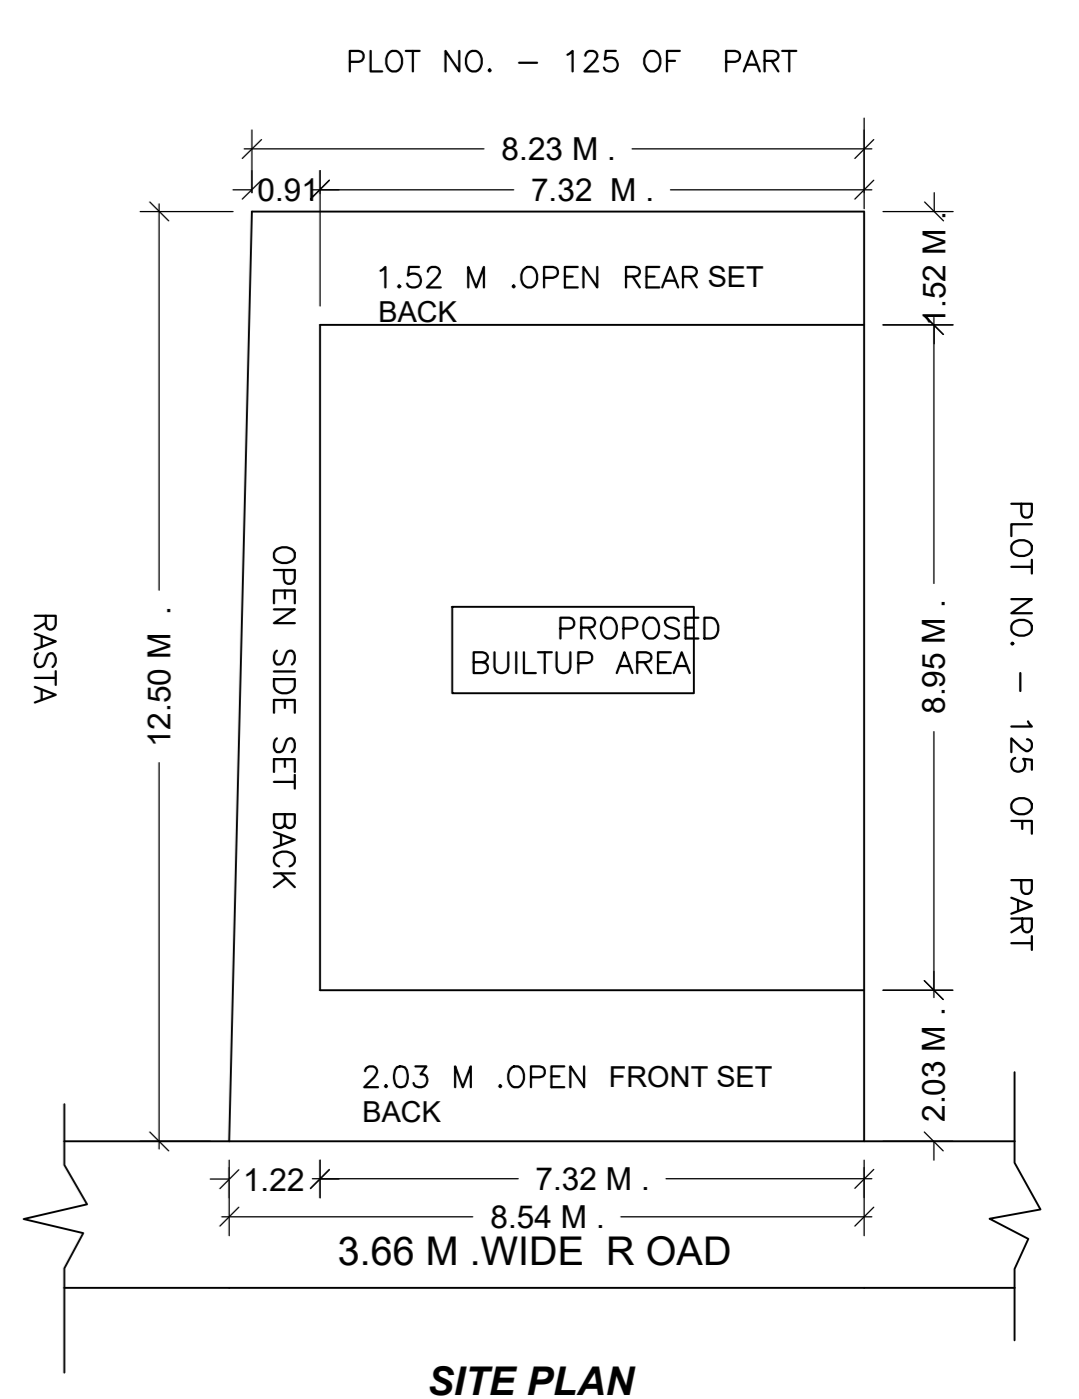 PLOT NO. - 125 OF PART
8.23 M .
0.91
7.32 M .
1.52 M .
1.52 M .OPEN REAR SET
BACK
PLOT NO. - 125 OF PART
RASTA
12.50 M .
OPEN SIDE SET BACK
PROPOSED
BUILTUP AREA
8.95 M .
2.03 M .
2.03 M .OPEN FRONT SET
BACK
1.22
7.32 M .
8.54 M .
3.66 M .WIDE R OAD
SITE PLAN